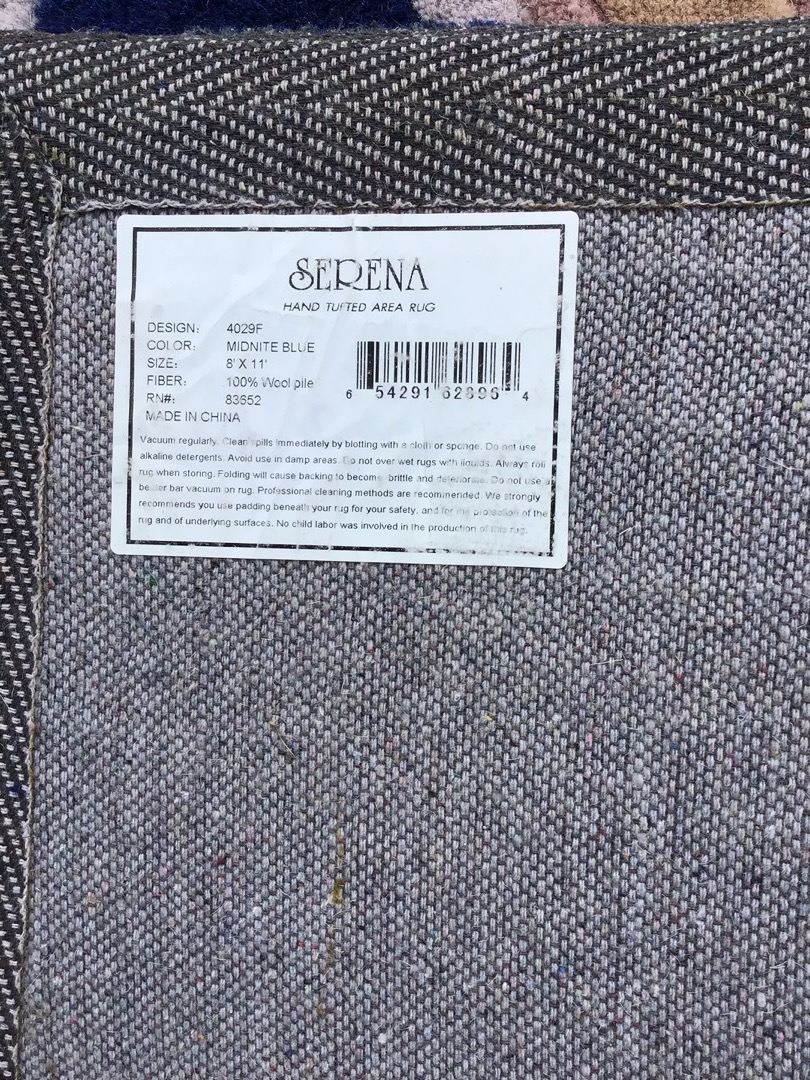 SERENA
HAND TUFTED AREA RUG
DESIGN: 4029F
COLOR: MIDNITE BLUE
SIZE: 8' X 11'
FIBER: 100% Wool pile
RN#: 83652
MADE IN CHINA
6 54291 62896 4
Vacuum regularly. Clean spills immediately by blotting with a cloth or sponge. Do not use
alkaline detergents. Avoid use in damp areas. Do not over wet rugs with liquids. Always roll
rug when storing. Folding will cause backing to become brittle and deteriorate. Do not use a
beater bar vacuum on rug. Professional cleaning methods are recommended. We strongly
recommends you use padding beneath your rug for your safety, and for the protection of the
rug and of underlying surfaces. No child labor was involved in the production of this rug.